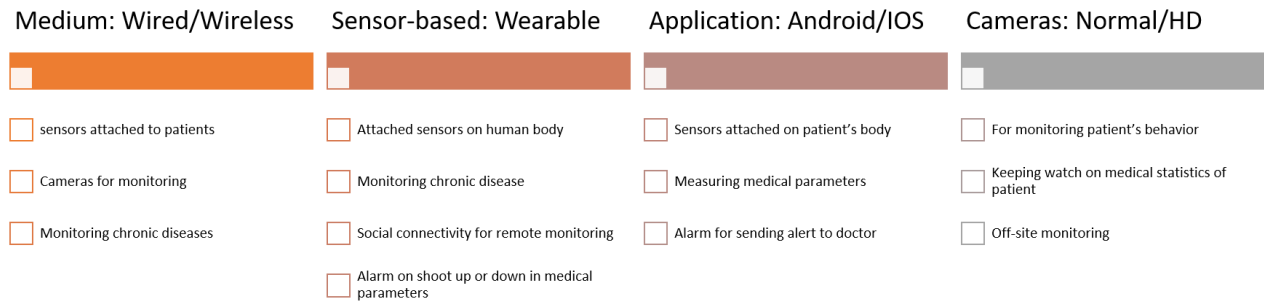 Medium: Wired/Wireless
sensors attached to patients
Cameras for monitoring
Monitoring chronic diseases
Sensor-based: Wearable
Attached sensors on human body
Monitoring chronic disease
Social connectivity for remote monitoring
Alarm on shoot up or down in medical
parameters
Application: Android/IOS
Sensors attached on patient’s body
Measuring medical parameters
Alarm for sending alert to doctor
Cameras: Normal/HD
For monitoring patient’s behavior
Keeping watch on medical statistics of
patient
Off-site monitoring